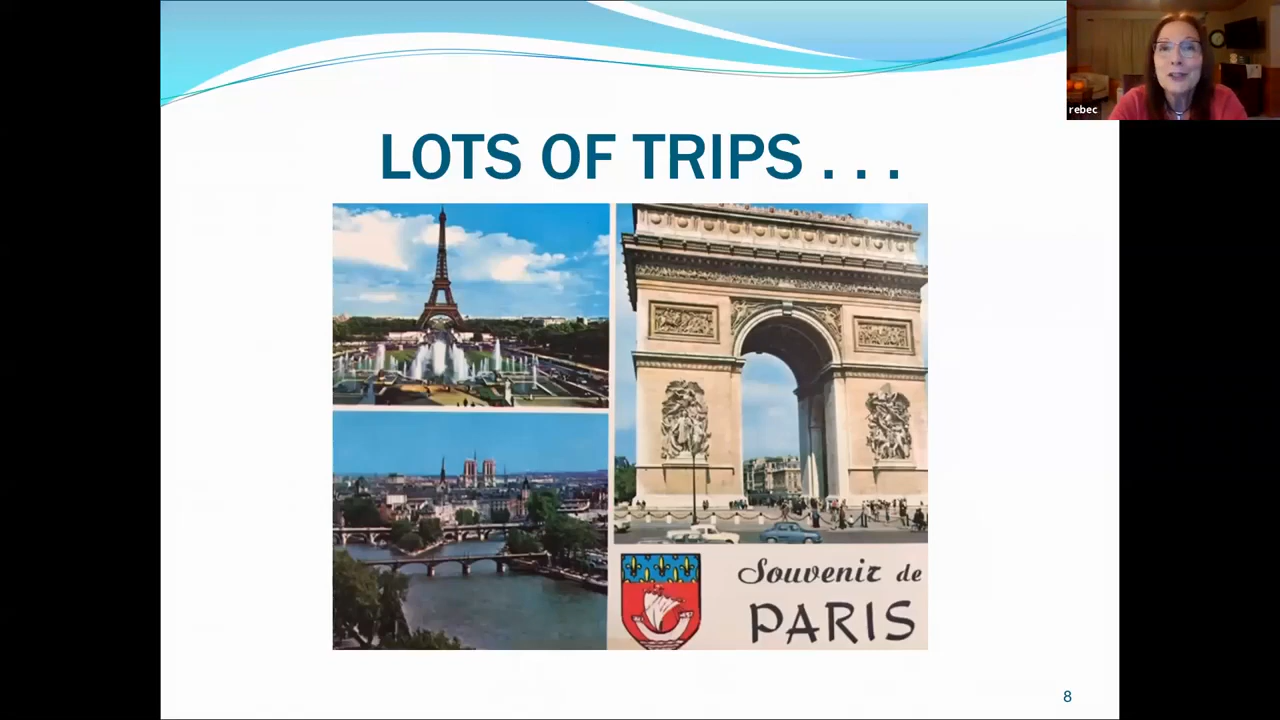 rebec
LOTS OF TRIPS . . .
Souvenir de
PARIS
8